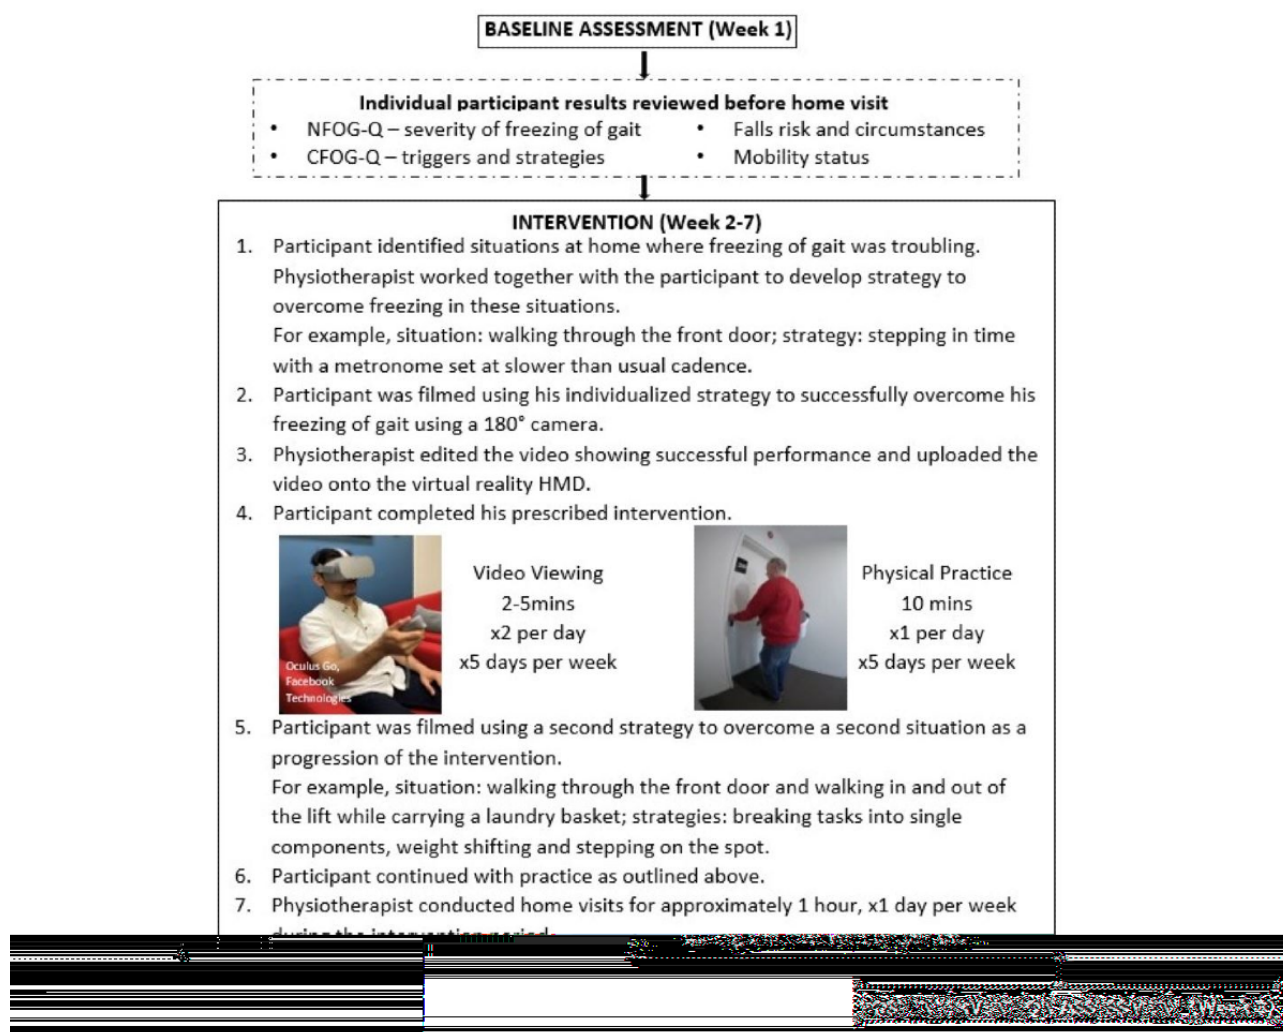 BASELINE ASSESSMENT (Week 1)
Individual participant results reviewed before home visit
• NFOG-Q – severity of freezing of gait
• CFOG-Q – triggers and strategies
• Falls risk and circumstances
• Mobility status
INTERVENTION (Week 2-7)
1. Participant identified situations at home where freezing of gait was troubling.
Physiotherapist worked together with the participant to develop strategy to
overcome freezing in these situations.
For example, situation: walking through the front door; strategy: stepping in time
with a metronome set at slower than usual cadence.
2. Participant was filmed using his individualized strategy to successfully overcome his
freezing of gait using a 180° camera.
3. Physiotherapist edited the video showing successful performance and uploaded the
video onto the virtual reality HMD.
4. Participant completed his prescribed intervention.
Oculus Go,
Facebook
Technologies
Video Viewing
2-5mins
x2 per day
x5 days per week
Physical Practice
10 mins
x1 per day
x5 days per week
5. Participant was filmed using a second strategy to overcome a second situation as a
progression of the intervention.
For example, situation: walking through the front door and walking in and out of
the lift while carrying a laundry basket; strategies: breaking tasks into single
components, weight shifting and stepping on the spot.
6. Participant continued with practice as outlined above.
7. Physiotherapist conducted home visits for approximately 1 hour, x1 day per week
during the intervention period.